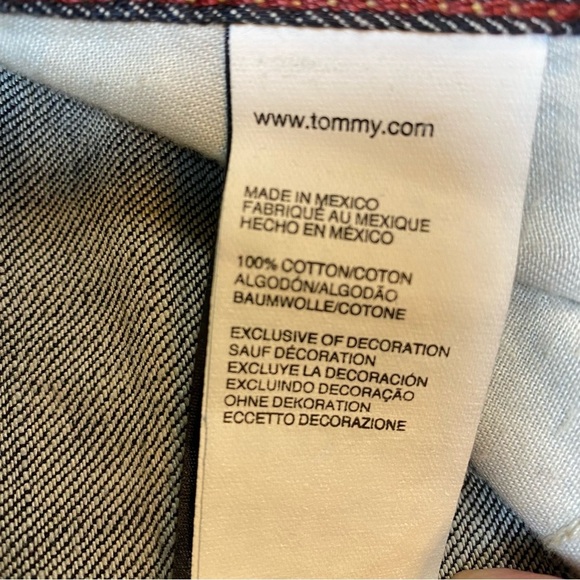 www.tommy.com
MADE IN MEXICO
FABRIQUÉ AU MEXIQUE
HECHO EN MÉXICO
100% COTTON/COTON
ALGODÓN/ALGODÃO
BAUMWOLLE/COTONE
EXCLUSIVE OF DECORATION
SAUF DÉCORATION
EXCLUYE LA DECORACIÓN
EXCLUINDO DECORAÇÃO
OHNE DEKORATION
ECCETTO DECORAZIONE